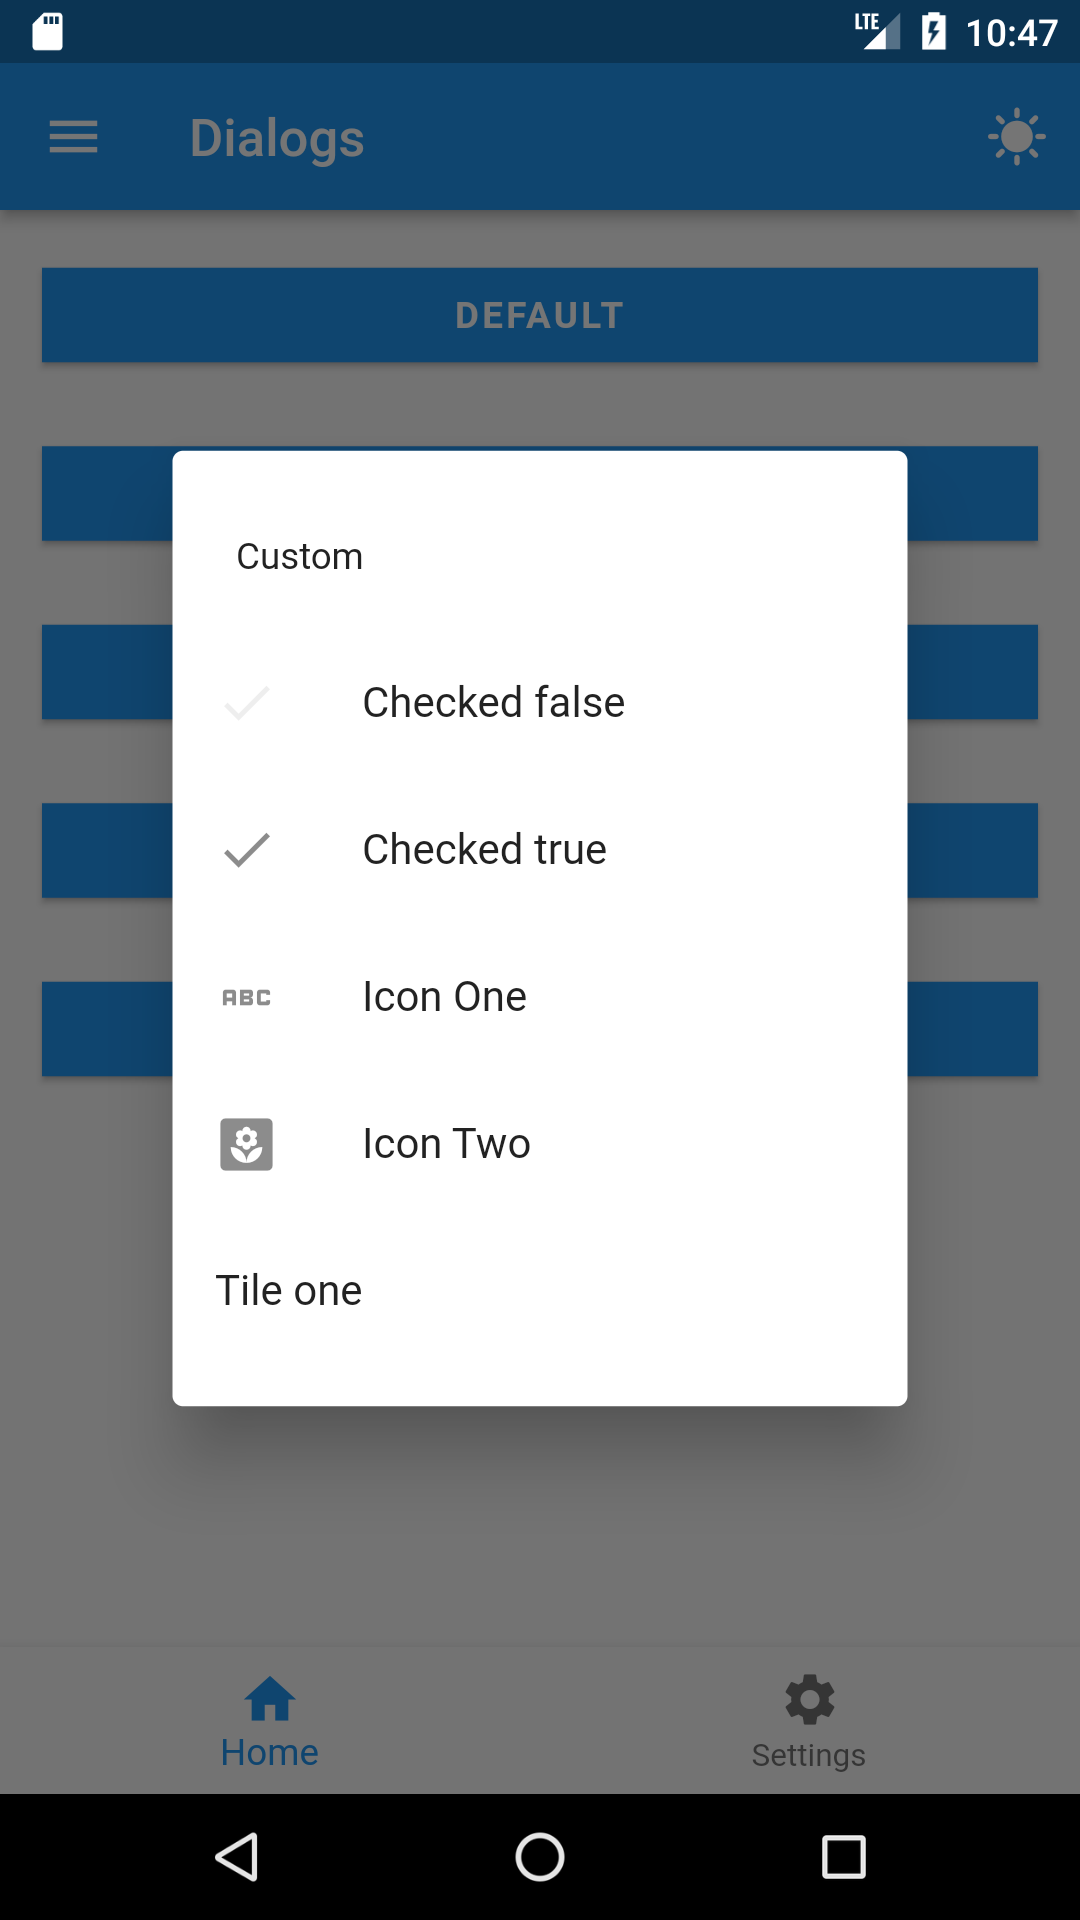 LTE 10:47
Dialogs
DEFAULT
Custom
Checked false
Checked true
ABC Icon One
Icon Two
Tile one
Home Settings